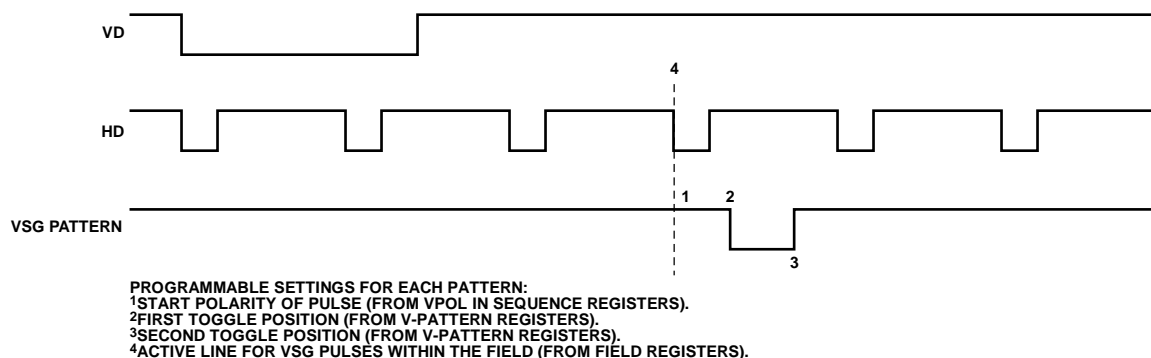 VD
4
HD
1 2
VSG PATTERN
3
PROGRAMMABLE SETTINGS FOR EACH PATTERN:
1START POLARITY OF PULSE (FROM VPOL IN SEQUENCE REGISTERS).
2FIRST TOGGLE POSITION (FROM V-PATTERN REGISTERS).
3SECOND TOGGLE POSITION (FROM V-PATTERN REGISTERS).
4ACTIVE LINE FOR VSG PULSES WITHIN THE FIELD (FROM FIELD REGISTERS).